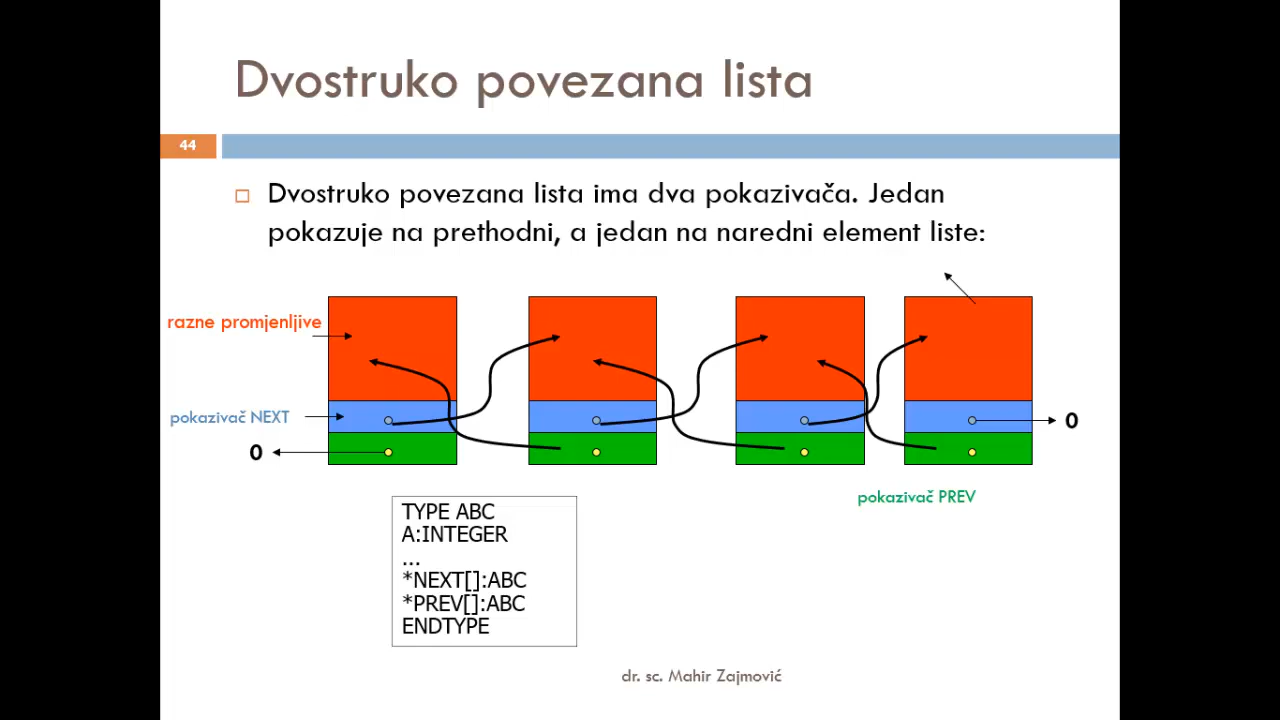 Dvostruko povezana lista
44
Dvostruko povezana lista ima dva pokazivača. Jedan
pokazuje na prethodni, a jedan na naredni element liste:
razne promjenljive
pokazivač NEXT
0
0
pokazivač PREV
TYPE ABC
A:INTEGER
...
*NEXT[]:ABC
*PREV[]:ABC
ENDTYPE
dr. sc. Mahir Zajmović